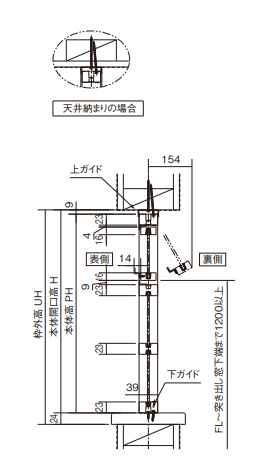 天井納まりの場合
154
上ガイド
9
23
4
16
表側
14
裏側
16
9
23
枠外高 UH
本体開口高 H
本体高 PH
23
FL～突き出し窓下端まで1200以上
39
下ガイド
23
24